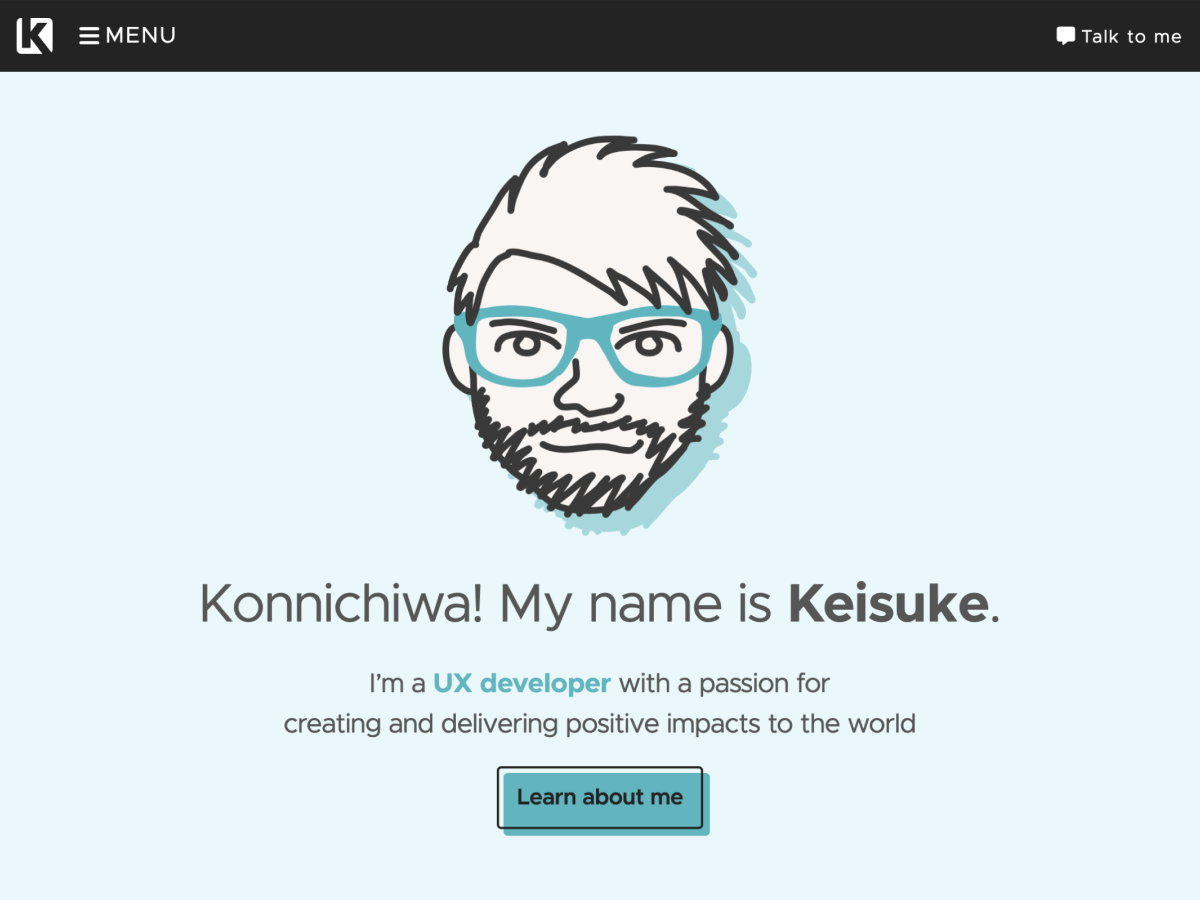 K
MENU
Talk to me
Konnichiwa! My name is Keisuke.
I'm a UX developer with a passion for
creating and delivering positive impacts to the world
Learn about me